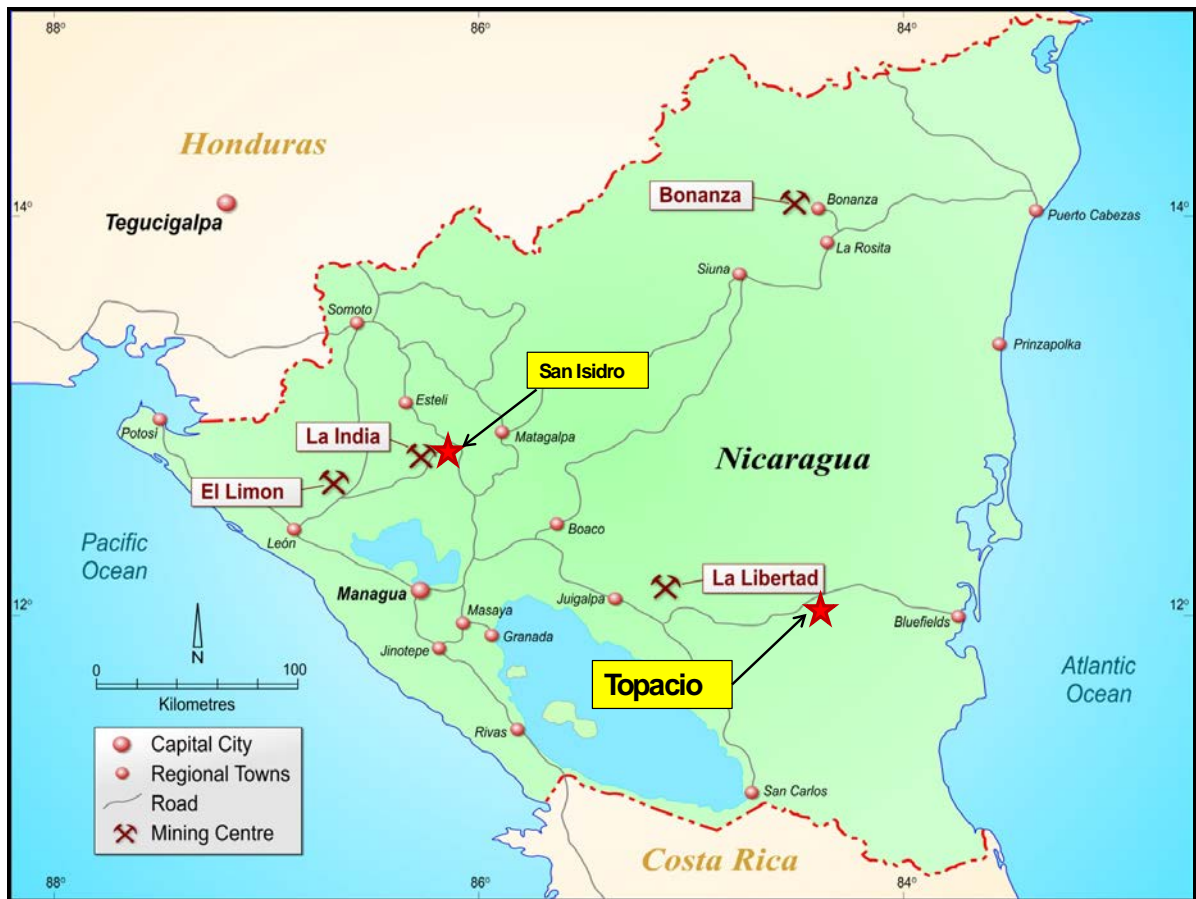 88°
86°
84°
Honduras
Tegucigalpa
14°
14°
Bonanza
Bonanza
Puerto Cabezas
La Rosita
Siuna
Somoto
Prinzapolka
San Isidro
Estelí
Potosí
La India
Matagalpa
Nicaragua
El Limon
León
Boaco
Pacific
Ocean
Managua
La Libertad
Juigalpa
12°
12°
Masaya
Granada
Bluefields
Jinotepe
N
0
100
Kilometres
Topacio
Atlantic
Ocean
Rivas
Capital City
Regional Towns
Road
Mining Centre
San Carlos
Costa Rica
88°
86°
84°